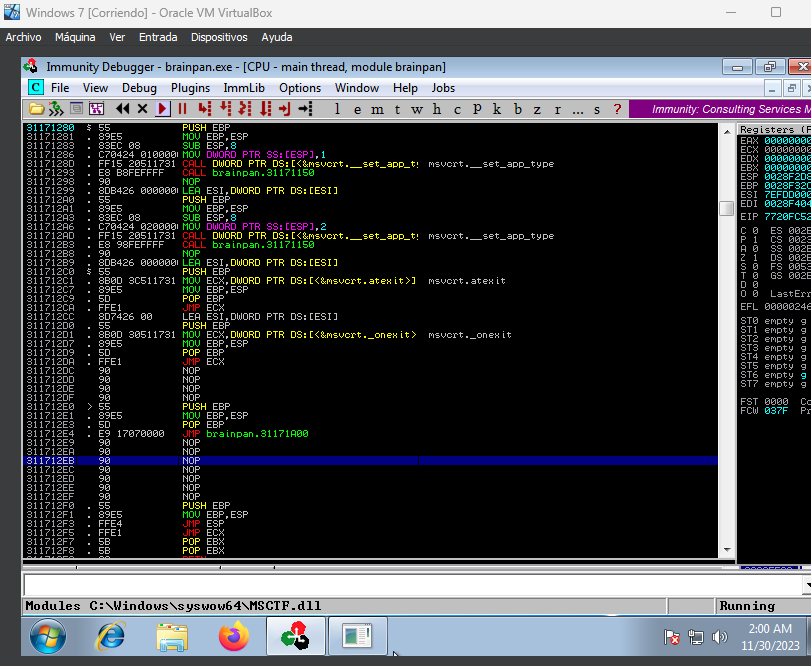 Windows 7 [Corriendo] - Oracle VM VirtualBox
Archivo Máquina Ver Entrada Dispositivos Ayuda
Immunity Debugger - brainpan.exe - [CPU - main thread, module brainpan]
C File View Debug Plugins ImmLib Options Window Help Jobs
l e m t w h c P k b z r ... s ? Immunity: Consulting Services M
31171280 $ 55 PUSH EBP
31171281 . 89E5 MOV EBP,ESP
31171283 . 83EC 08 SUB ESP,8
31171286 . C70424 010000 MOV DWORD PTR SS:[ESP],1
. FF15 20511731 CALL DWORD PTR DS:[<&msvcrt.__set_app_t msvcrt.__set_app_type
31171293 . E8 B8FEFFFF CALL brainpan.31171150
31171298 . 90 NOP
31171299 . 8DB426 000000 LEA ESI,DWORD PTR DS:[ESI]
311712A0 . 55 PUSH EBP
311712A1 . 89E5 MOV EBP,ESP
311712A3 . 83EC 08 SUB ESP,8
311712A6 . C70424 020000 MOV DWORD PTR SS:[ESP],2
311712AD . FF15 20511731 CALL DWORD PTR DS:[<&msvcrt.__set_app_t msvcrt.__set_app_type
311712B3 . E8 98FEFFFF CALL brainpan.31171150
311712B8 . 90 NOP
311712B9 . 8DB426 000000 LEA ESI,DWORD PTR DS:[ESI]
311712C0 $ 55 PUSH EBP
311712C1 . 8B0D 3C511731 MOV ECX,DWORD PTR DS:[<&msvcrt.atexit>] msvcrt.atexit
311712C7 . 89E5 MOV EBP,ESP
311712C9 . 5D POP EBP
311712CA . FFE1 JMP ECX
311712CC 8D7426 00 LEA ESI,DWORD PTR DS:[ESI]
311712D0 . 55 PUSH EBP
311712D1 . 8B0D 30511731 MOV ECX,DWORD PTR DS:[<&msvcrt._onexit> msvcrt._onexit
311712D7 . 89E5 MOV EBP,ESP
311712D9 . 5D POP EBP
311712DA . FFE1 JMP ECX
311712DC 90 NOP
311712DD 90 NOP
311712DE 90 NOP
311712DF 90 NOP
311712E0 > 55 PUSH EBP
311712E1 . 89E5 MOV EBP,ESP
311712E3 . 5D POP EBP
311712E4 . E9 17070000 JMP brainpan.31171A00
311712E9 90 NOP
311712EA 90 NOP
311712EB 90 NOP
311712EC 90 NOP
311712ED 90 NOP
311712EE 90 NOP
311712EF 90 NOP
311712F0 . 55 PUSH EBP
311712F1 . 89E5 MOV EBP,ESP
311712F3 . FFE4 JMP ESP
311712F5 . FFE1 JMP ECX
311712F7 . 5B POP EBX
311712F8 . 5B POP EBX
Registers (F
EAX 00000000
ECX 00000000
EDX 00000000
EBX 00000000
ESP 0028F2D8
EBP 0028F32C
ESI 7EFDD000
EDI 0028F404
EIP 7720FC52
C 0 ES 002B
P 1 CS 0023
A 0 SS 002B
Z 1 DS 002B
S 0 FS 0053
T 0 GS 002B
D 0
O 0 LastErr
EFL 00000246
ST0 empty g
ST1 empty g
ST2 empty g
ST3 empty g
ST4 empty g
ST5 empty g
ST6 empty g
ST7 empty g
FST 0000 Co
FCW 037F Pr
Modules C:\Windows\syswow64\MSCTF.dll
Running
2:00 AM
11/30/2023